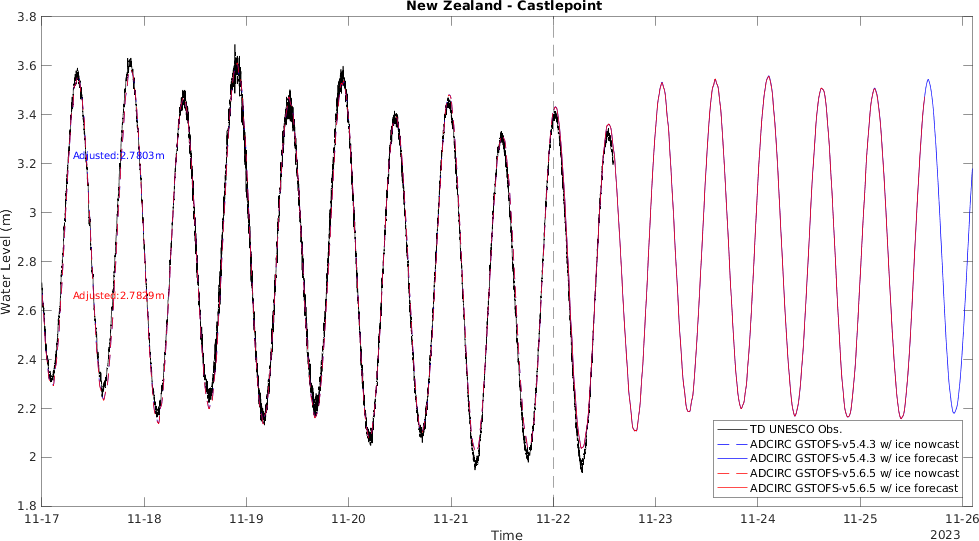 New Zealand - Castlepoint
3.8
3.6
3.4
3.2
3
2.8
2.6
2.4
2.2
2
1.8
Water Level (m)
Adjusted:2.7803m
Adjusted:2.7829m
TD UNESCO Obs.
ADCIRC GSTOFS-v5.4.3 w/ ice nowcast
ADCIRC GSTOFS-v5.4.3 w/ ice forecast
ADCIRC GSTOFS-v5.6.5 w/ ice nowcast
ADCIRC GSTOFS-v5.6.5 w/ ice forecast
11-17 11-18 11-19 11-20 11-21 11-22 11-23 11-24 11-25 11-26
Time
2023